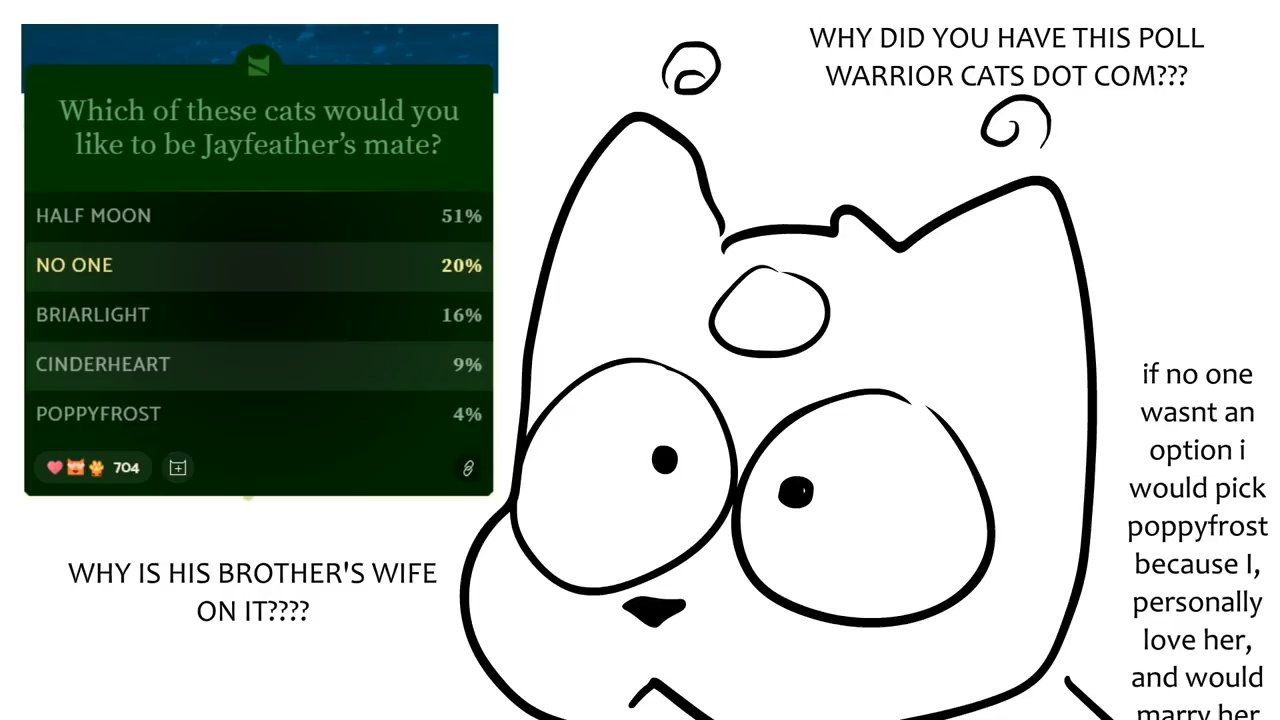 WHY DID YOU HAVE THIS POLL
WARRIOR CATS DOT COM???
Which of these cats would you
like to be Jayfeather's mate?
HALF MOON 51%
NO ONE 20%
BRIARLIGHT 16%
CINDERHEART 9%
POPPYFROST 4%
704
WHY IS HIS BROTHER'S WIFE
ON IT????
if no one
wasnt an
option i
would pick
poppyfrost
because I,
personally
love her,
and would
marry her